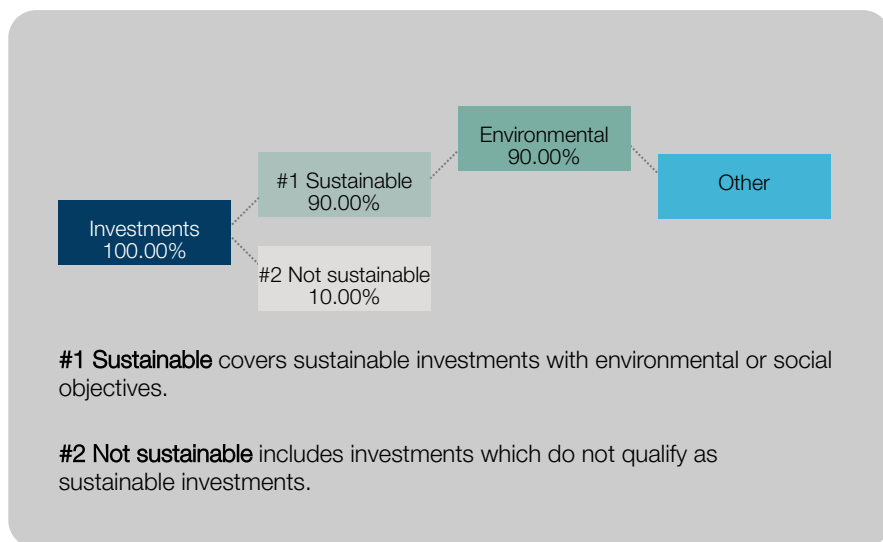 Environmental
90.00%
Other
#1 Sustainable
90.00%
Investments
100.00%
#2 Not sustainable
10.00%
#1 Sustainable covers sustainable investments with environmental or social
objectives.
#2 Not sustainable includes investments which do not qualify as
sustainable investments.